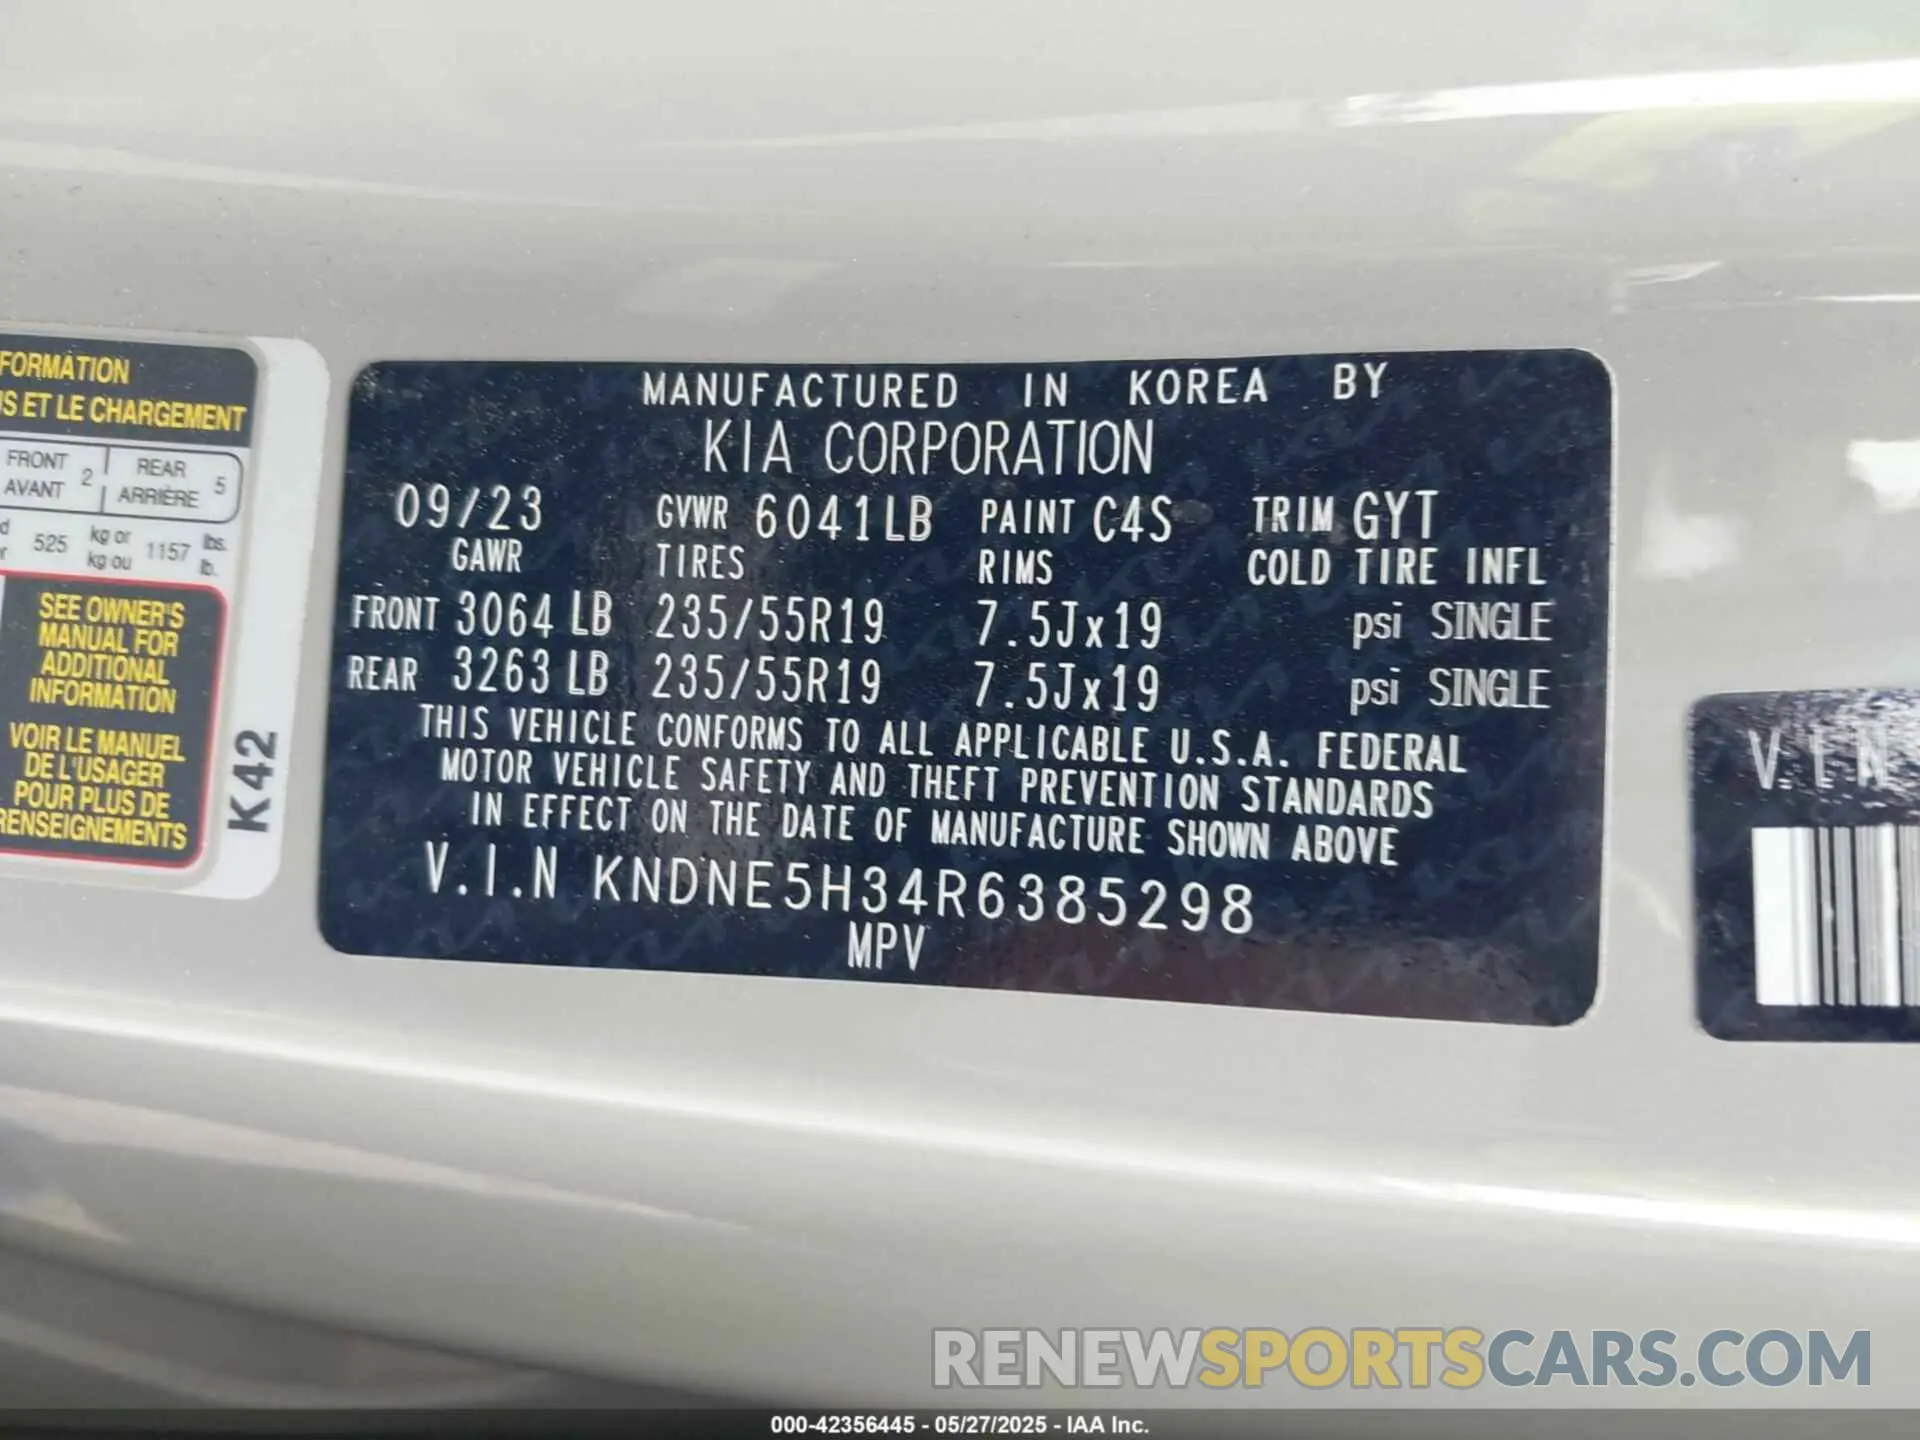 FORMATION
S ET LE CHARGEMENT
FRONT 2 REAR 5
AVANT ARRIÈRE
525 kg or 1157 lbs.
kg ou lb.
SEE OWNER'S
MANUAL FOR
ADDITIONAL
INFORMATION
VOIR LE MANUEL
DE L'USAGER
POUR PLUS DE
RENSEIGNEMENTS
K42
MANUFACTURED IN KOREA BY
KIA CORPORATION
09/23 GVWR 6041LB PAINT C4S TRIM GYT
GAWR TIRES RIMS COLD TIRE INFL
FRONT 3064 LB 235/55R19 7.5Jx19 psi SINGLE
REAR 3263 LB 235/55R19 7.5Jx19 psi SINGLE
THIS VEHICLE CONFORMS TO ALL APPLICABLE U.S.A. FEDERAL
MOTOR VEHICLE SAFETY AND THEFT PREVENTION STANDARDS
IN EFFECT ON THE DATE OF MANUFACTURE SHOWN ABOVE
V.I.N KNDNE5H34R6385298
MPV
V.I.N
RENEWSPORTSCARS.COM
000-42356445 - 05/27/2025 - IAA Inc.